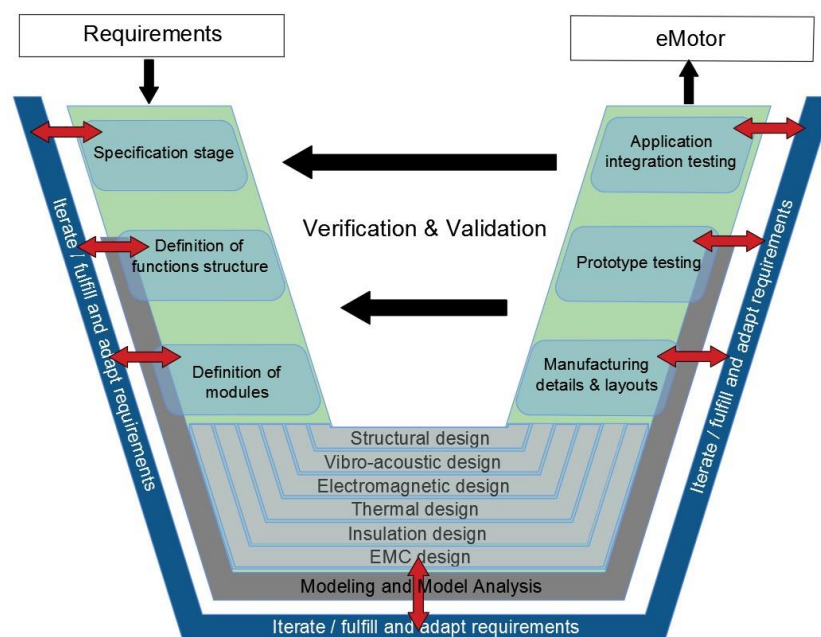 Requirements
eMotor
Specification stage
Application
integration testing
Verification & Validation
Definition of
functions structure
Prototype testing
Definition of
modules
Manufacturing
details & layouts
Iterate / fulfill and adapt requirements
Iterate / fulfill and adapt requirements
Structural design
Vibro-acoustic design
Electromagnetic design
Thermal design
Insulation design
EMC design
Modeling and Model Analysis
Iterate / fulfill and adapt requirements